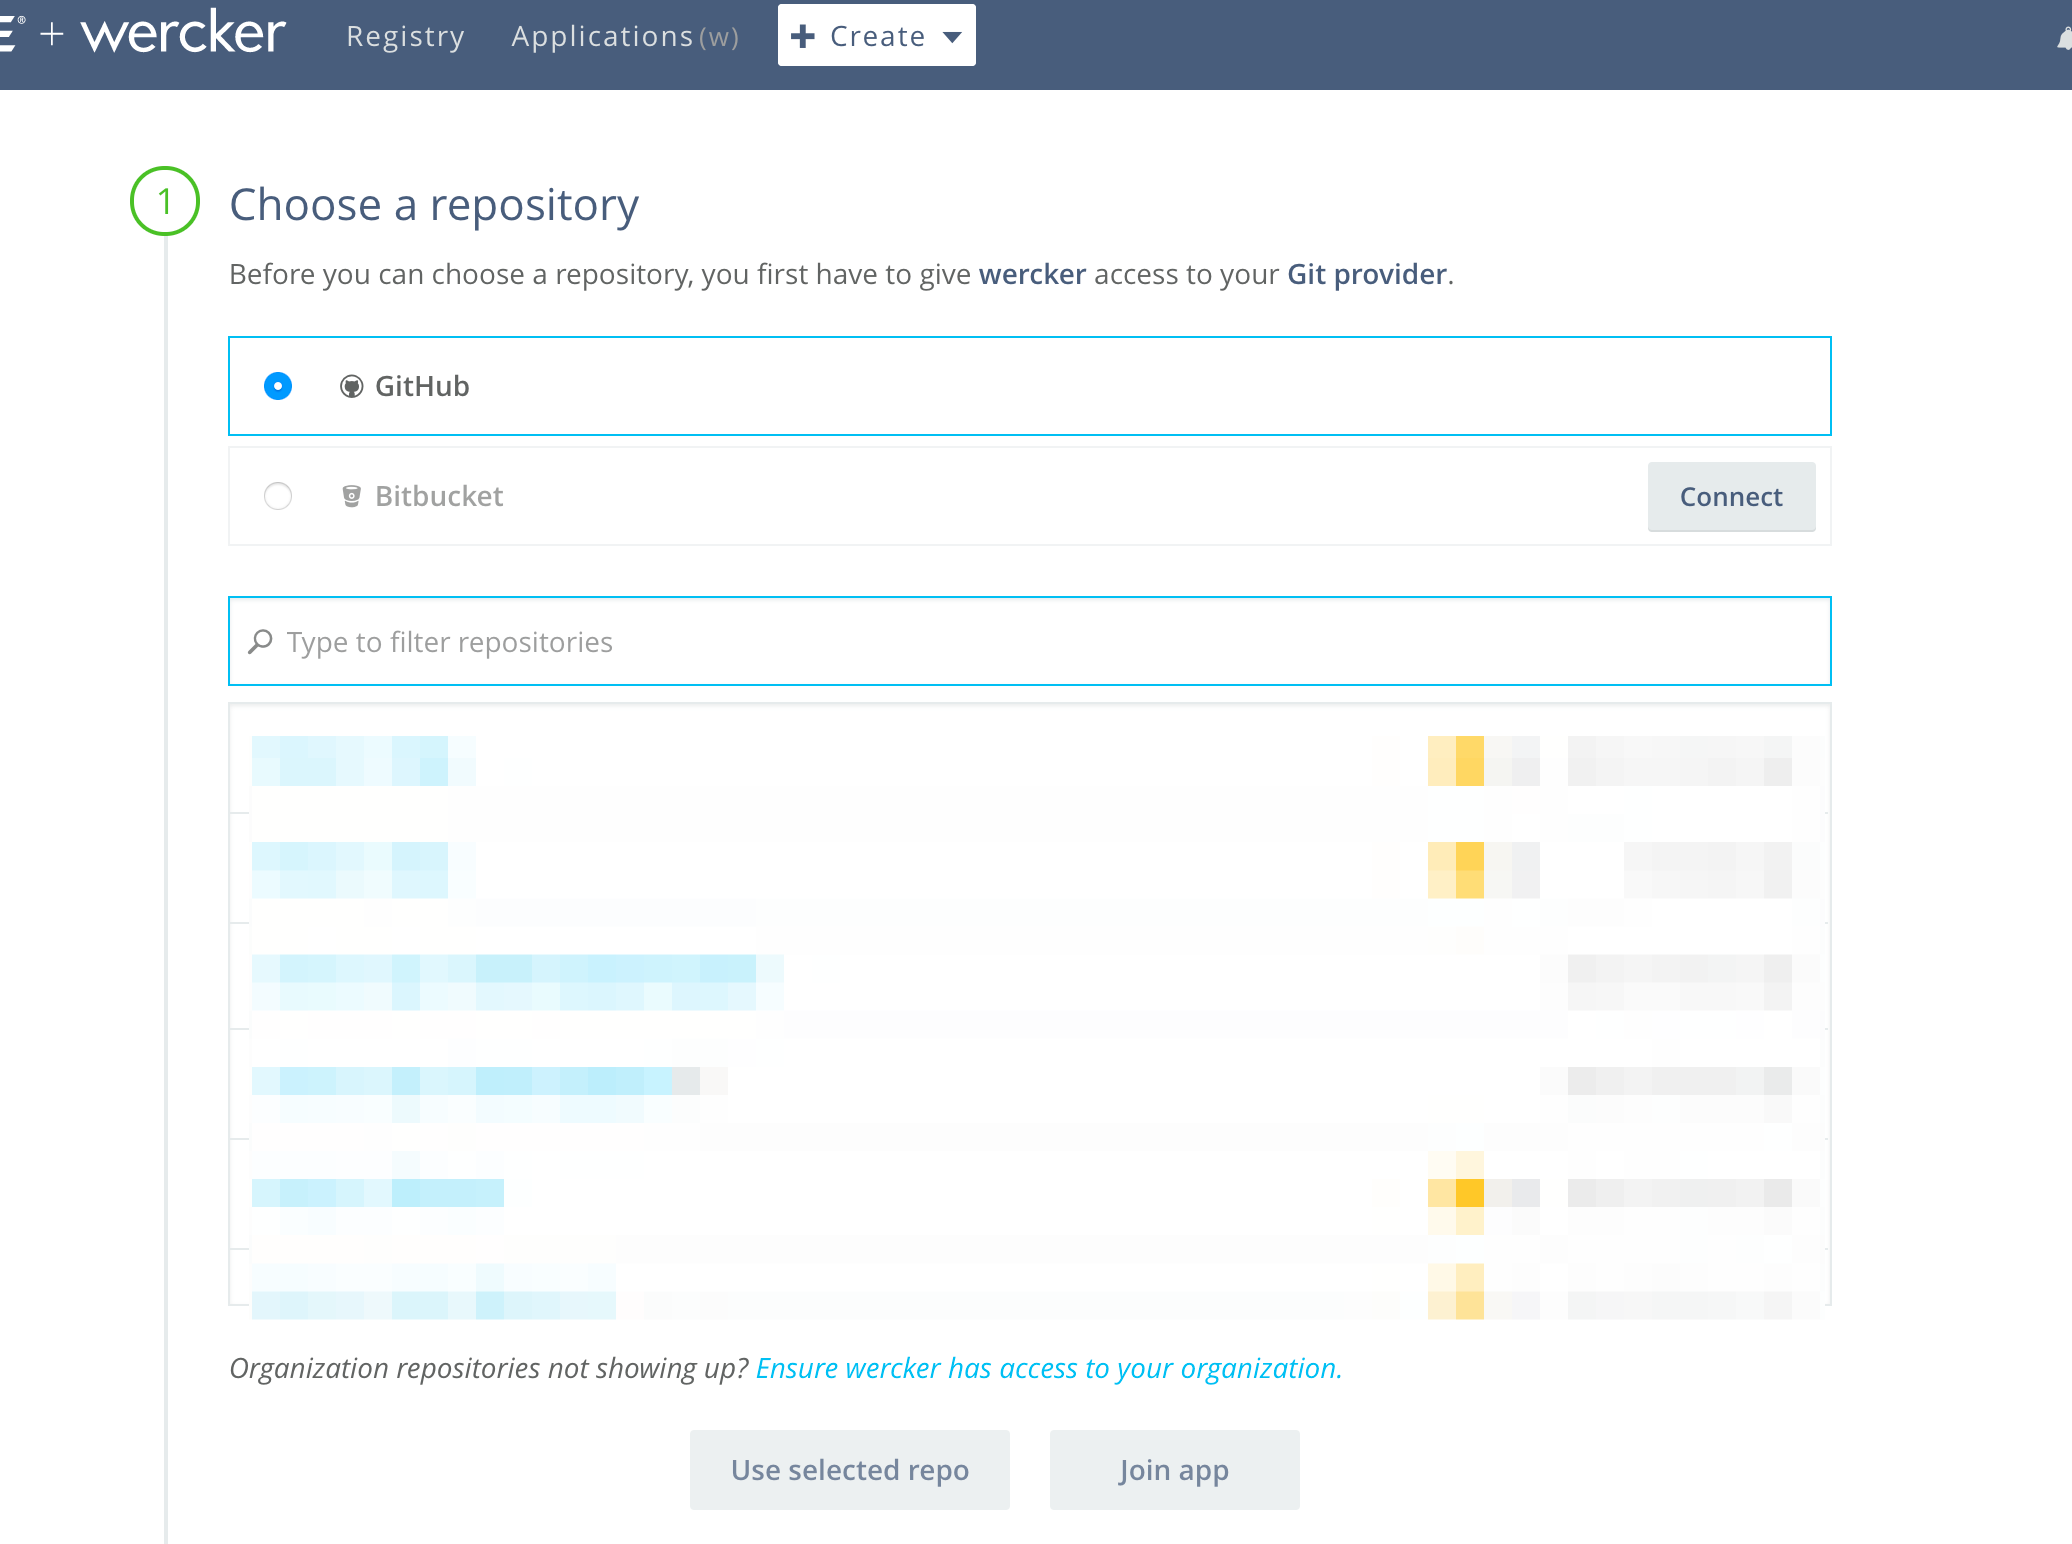 E® + wercker Registry Applications (w) + Create
1 Choose a repository
Before you can choose a repository, you first have to give wercker access to your Git provider.
GitHub
Bitbucket Connect
Type to filter repositories
Organization repositories not showing up? Ensure wercker has access to your organization.
Use selected repo Join app